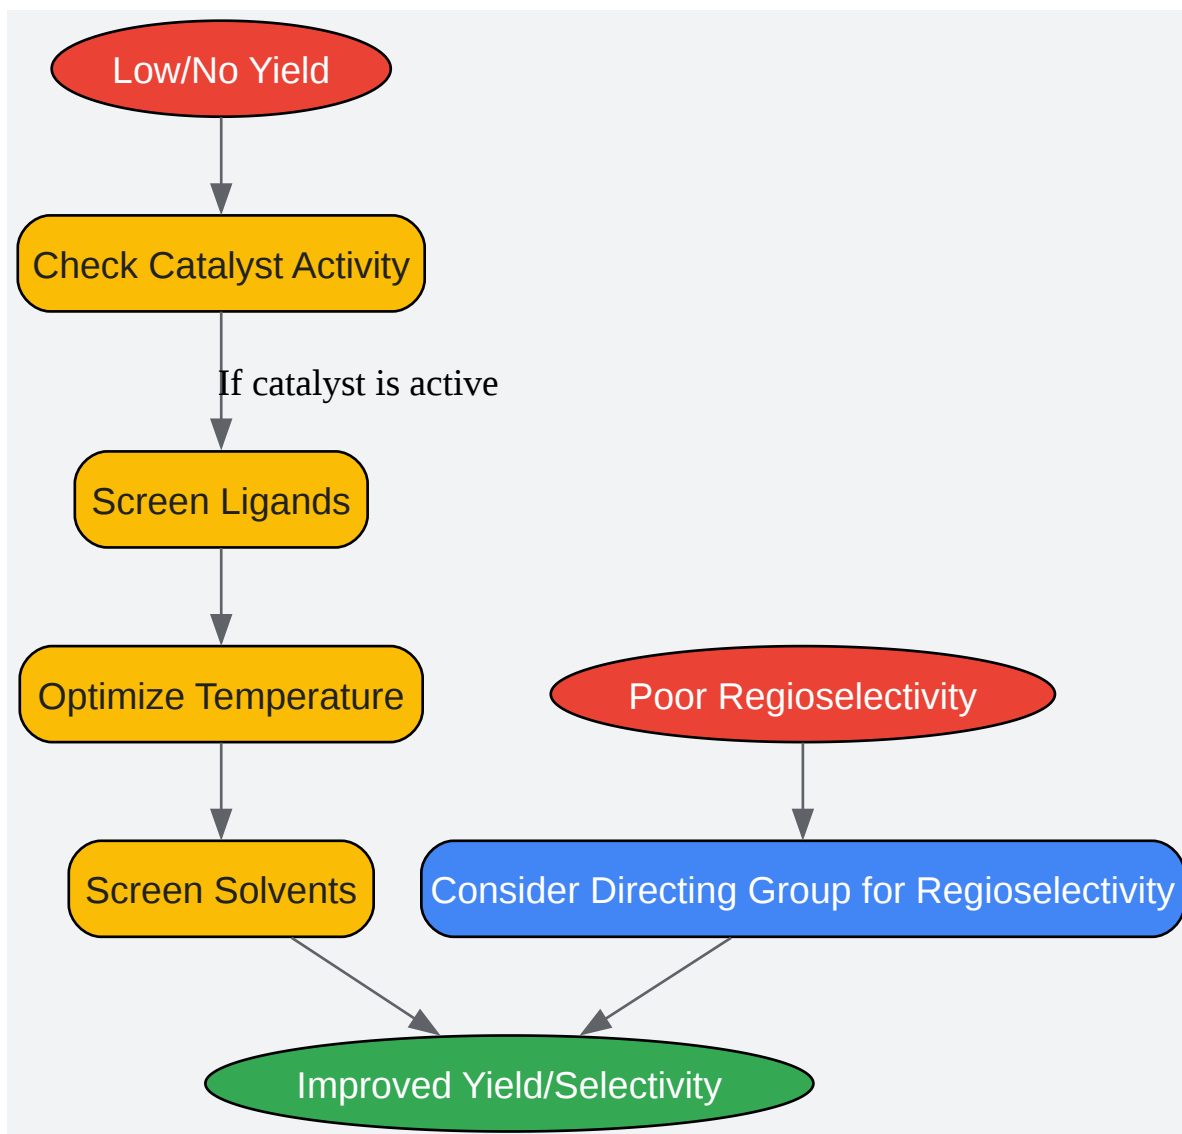 Low/No Yield
Check Catalyst Activity
If catalyst is active
Screen Ligands
Optimize Temperature
Poor Regioselectivity
Screen Solvents
Consider Directing Group for Regioselectivity
Improved Yield/Selectivity